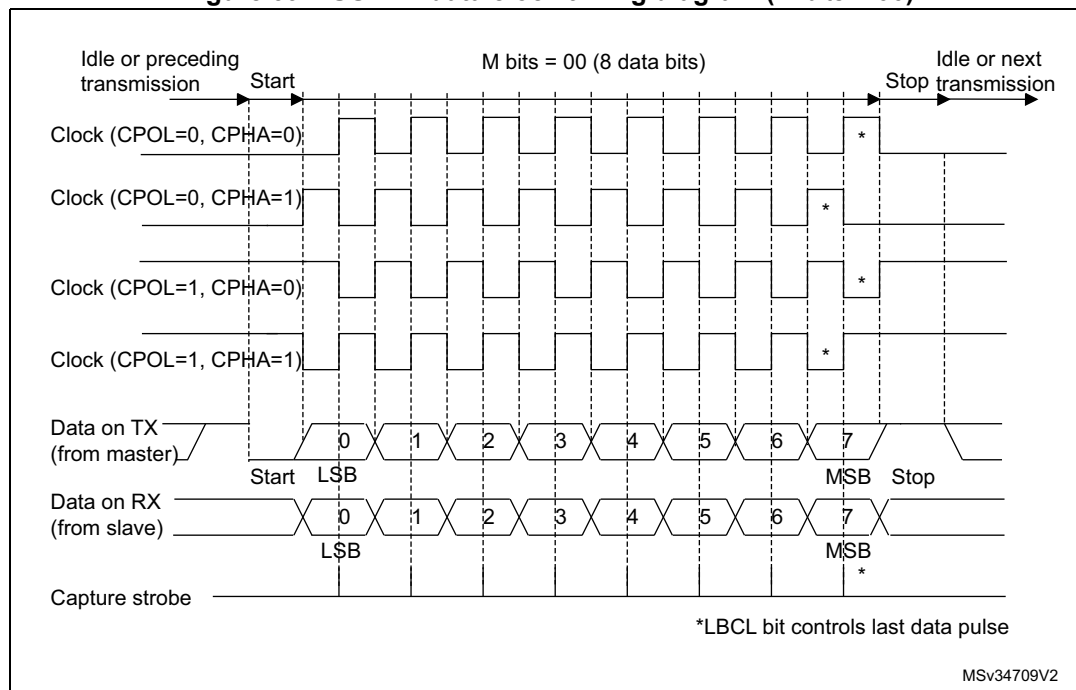 Idle or preceding
transmission
Start
M bits = 00 (8 data bits)
Stop
Idle or next
transmission
Clock (CPOL=0, CPHA=0)
*
Clock (CPOL=0, CPHA=1)
*
Clock (CPOL=1, CPHA=0)
*
Clock (CPOL=1, CPHA=1)
*
Data on TX
(from master)
0 1 2 3 4 5 6 7
Start LSB MSB Stop
Data on RX
(from slave)
0 1 2 3 4 5 6 7
LSB MSB
*
Capture strobe
*LBCL bit controls last data pulse
MSv34709V2